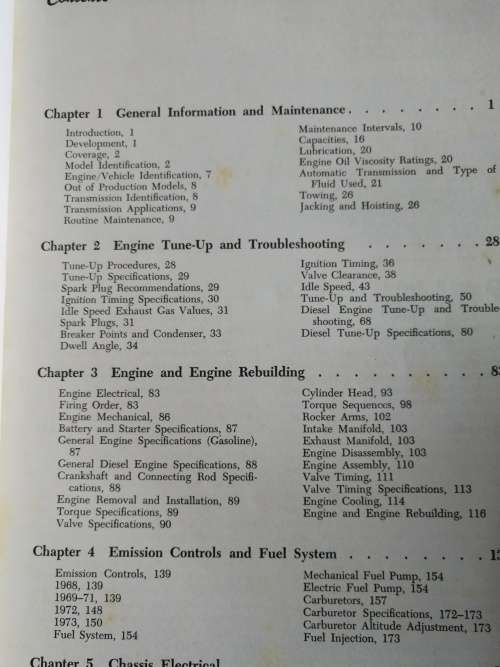 Contents
Chapter 1 General Information and Maintenance. . . . . . . . 1
Introduction, 1
Development, 1
Coverage, 2
Model Identification, 2
Engine/Vehicle Identification, 7
Out of Production Models, 8
Transmission Identification, 8
Transmission Applications, 9
Routine Maintenance, 9
Maintenance Intervals, 10
Capacities, 16
Lubrication, 20
Engine Oil Viscosity Ratings, 20
Automatic Transmission and Type of
Fluid Used, 21
Towing, 26
Jacking and Hoisting, 26
Chapter 2 Engine Tune-Up and Troubleshooting . . . . . . . 28
Tune-Up Procedures, 28
Tune-Up Specifications, 29
Spark Plug Recommendations, 29
Ignition Timing Specifications, 30
Idle Speed Exhaust Gas Values, 31
Spark Plugs, 31
Breaker Points and Condenser, 33
Dwell Angle, 34
Ignition Timing, 36
Valve Clearance, 38
Idle Speed, 43
Tune-Up and Troubleshooting, 50
Diesel Engine Tune-Up and Trouble-
shooting, 68
Diesel Tune-Up Specifications, 80
Chapter 3 Engine and Engine Rebuilding . . . . . . . . . . 83
Engine Electrical, 83
Firing Order, 83
Engine Mechanical, 86
Battery and Starter Specifications, 87
General Engine Specifications (Gasoline),
87
General Diesel Engine Specifications, 88
Crankshaft and Connecting Rod Specifi-
cations, 88
Engine Removal and Installation, 89
Torque Specifications, 89
Valve Specifications, 90
Cylinder Head, 93
Torque Sequences, 98
Rocker Arms, 102
Intake Manifold, 103
Exhaust Manifold, 103
Engine Disassembly, 103
Engine Assembly, 110
Valve Timing, 111
Valve Timing Specifications, 113
Engine Cooling, 114
Engine and Engine Rebuilding, 116
Chapter 4 Emission Controls and Fuel System . . . . . . . .
Emission Controls, 139
1968, 139
1969–71, 139
1972, 148
1973, 150
Fuel System, 154
Mechanical Fuel Pump, 154
Electric Fuel Pump, 154
Carburetors, 157
Carburetor Specifications, 172–173
Carburetor Altitude Adjustment, 173
Fuel Injection, 173
Chapter 5 Chassis Electrical